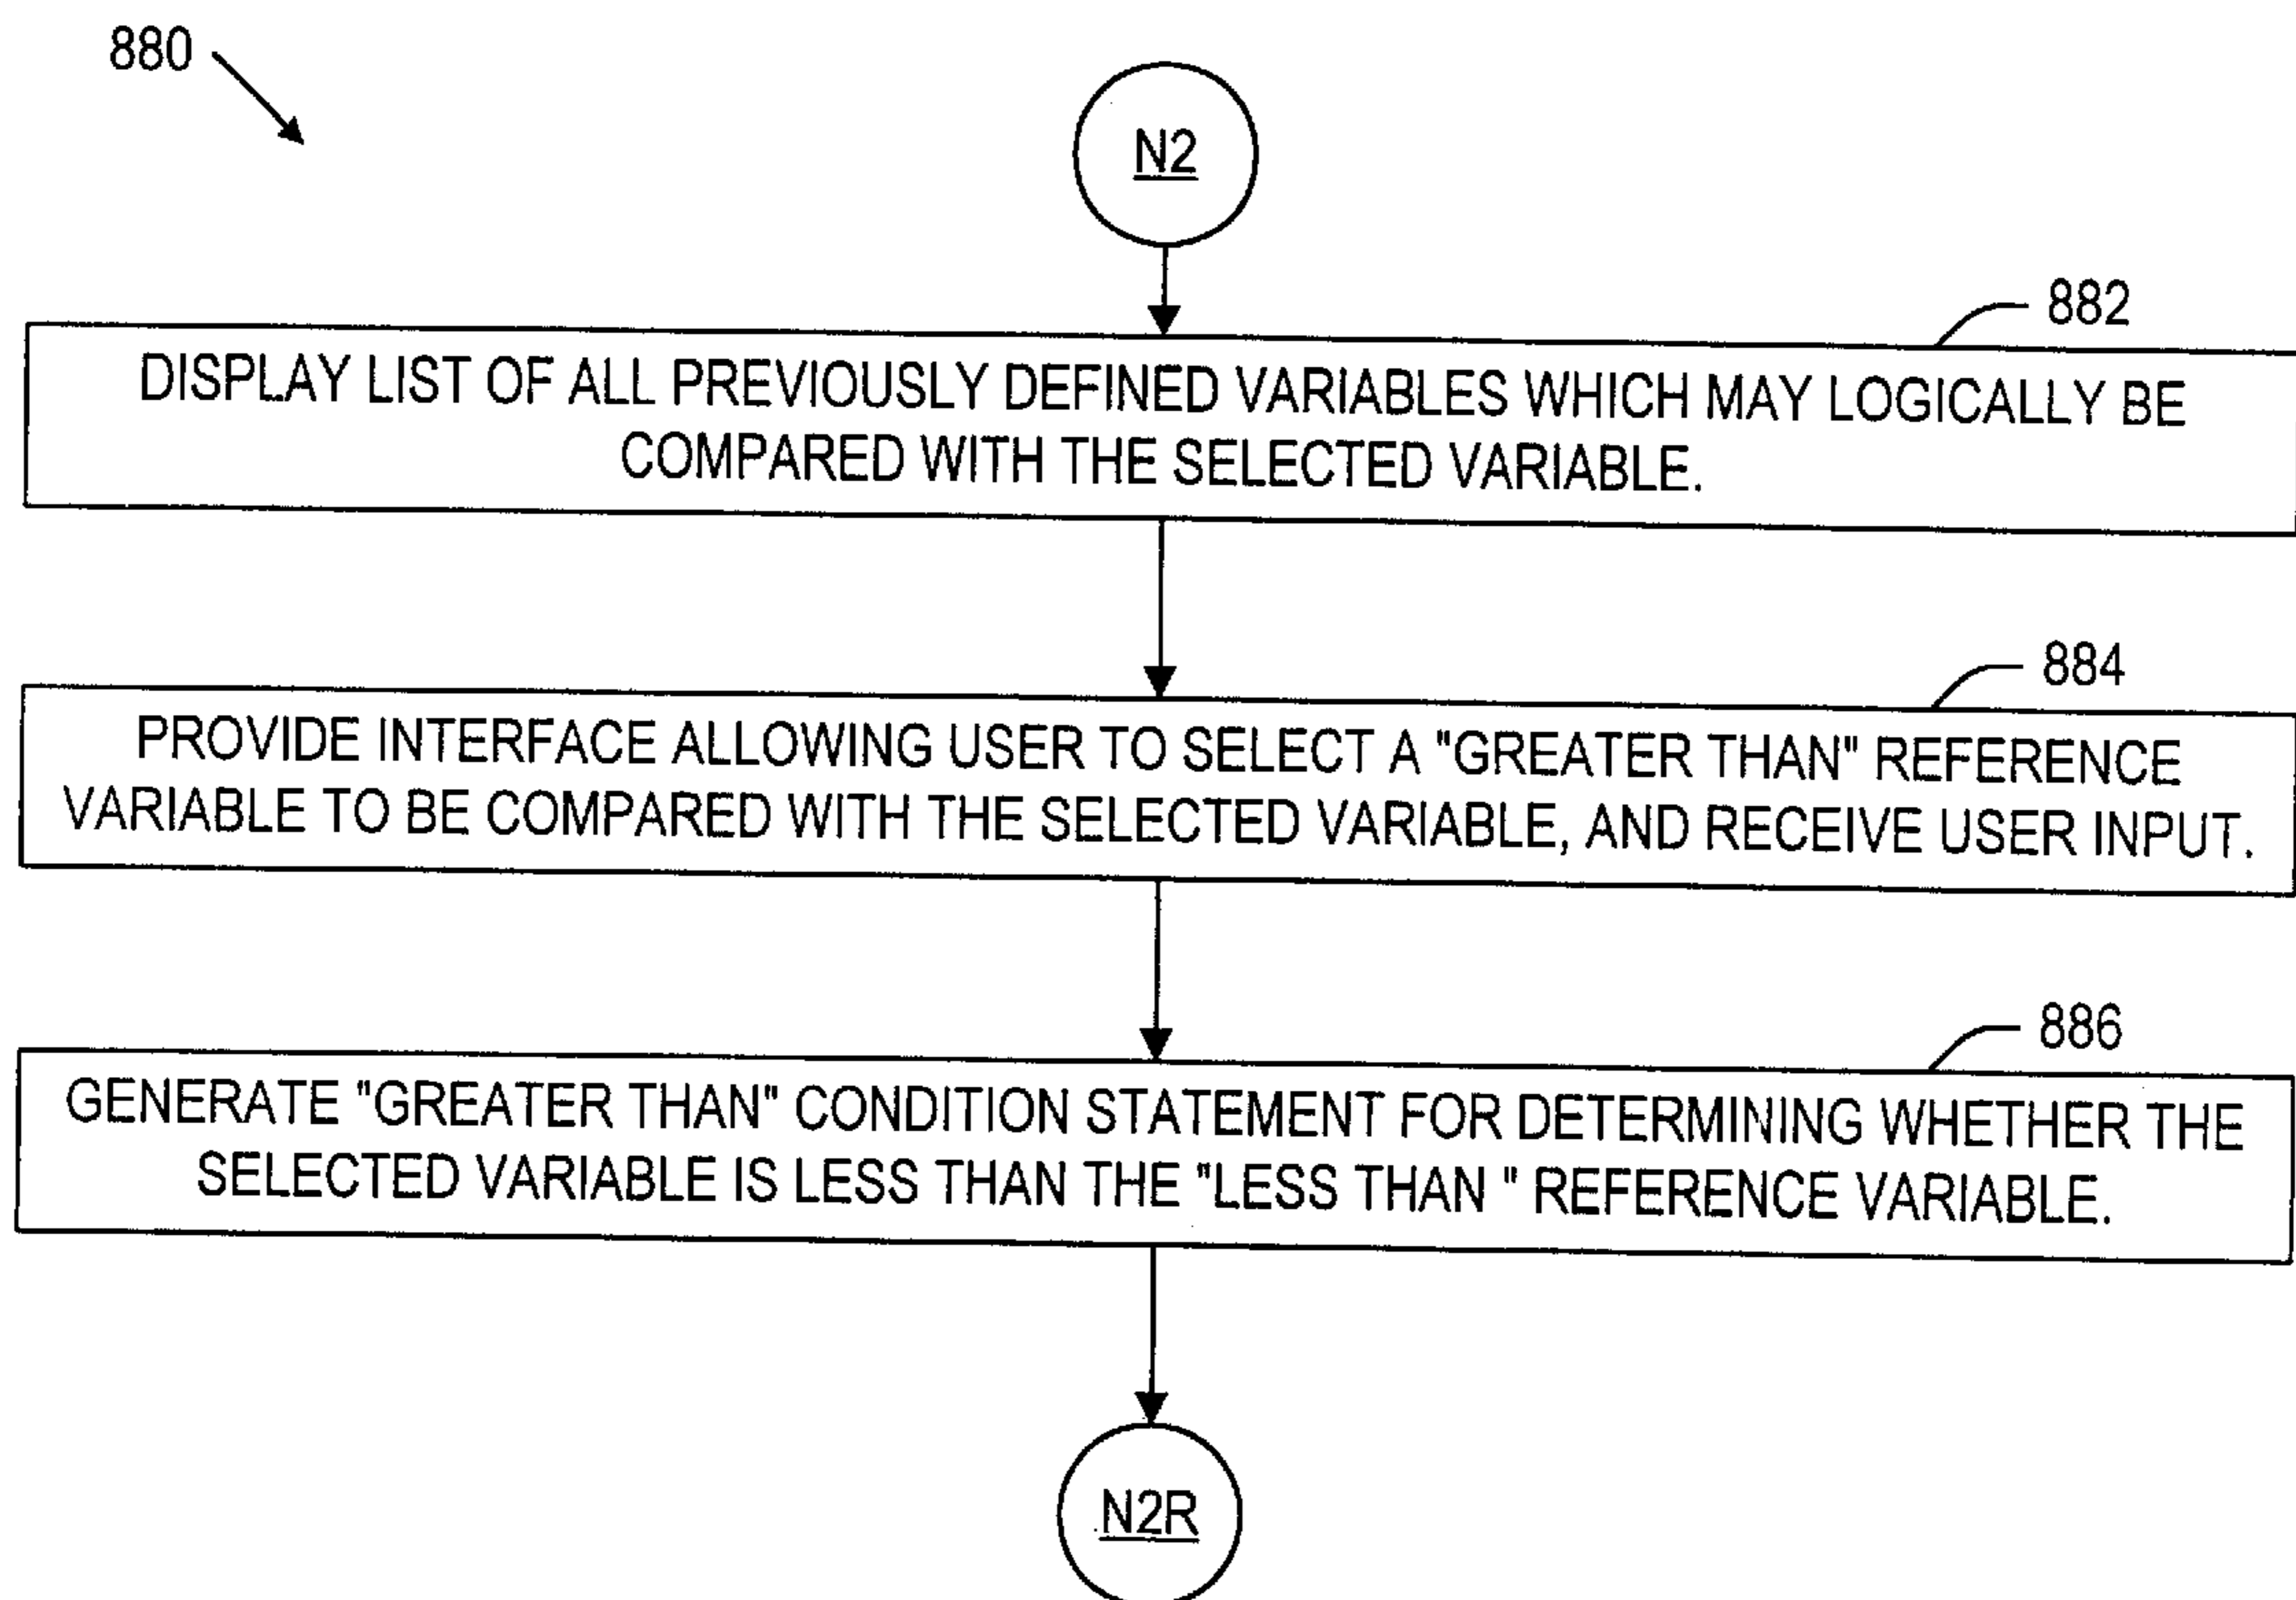 880
N2
882
DISPLAY LIST OF ALL PREVIOUSLY DEFINED VARIABLES WHICH MAY LOGICALLY BE
COMPARED WITH THE SELECTED VARIABLE.
884
PROVIDE INTERFACE ALLOWING USER TO SELECT A "GREATER THAN" REFERENCE
VARIABLE TO BE COMPARED WITH THE SELECTED VARIABLE, AND RECEIVE USER INPUT.
886
GENERATE "GREATER THAN" CONDITION STATEMENT FOR DETERMINING WHETHER THE
SELECTED VARIABLE IS LESS THAN THE "LESS THAN " REFERENCE VARIABLE.
N2R